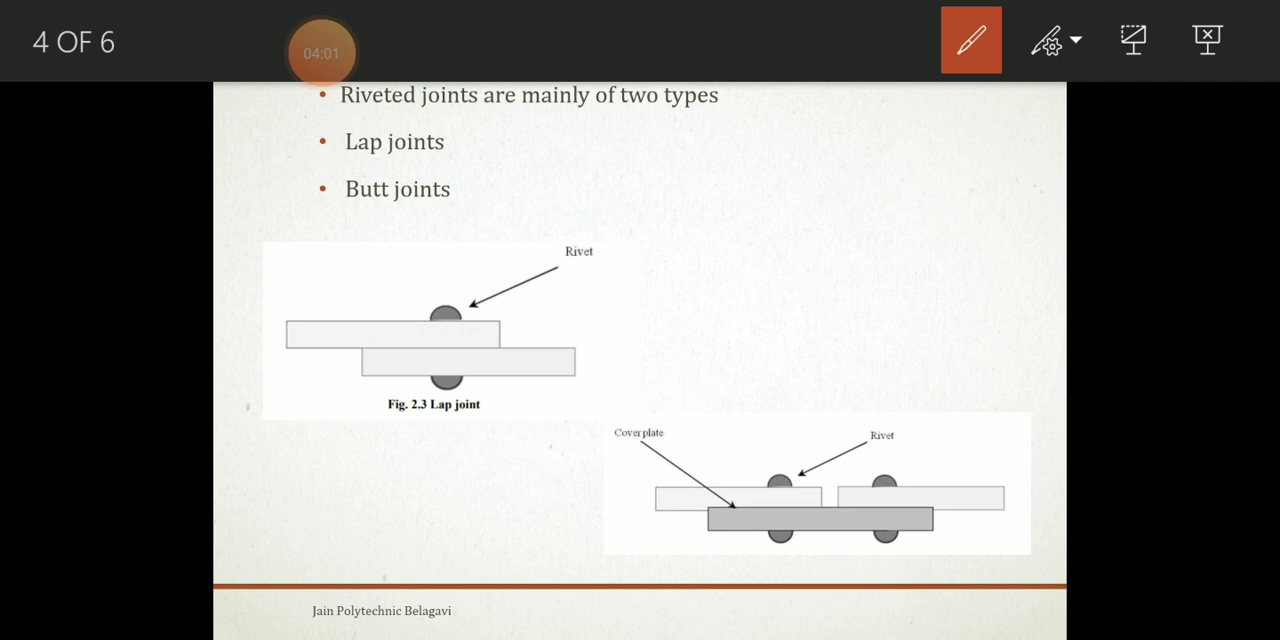 4 OF 6
04:01
• Riveted joints are mainly of two types
• Lap joints
• Butt joints
Rivet
Fig. 2.3 Lap joint
Cover plate
Rivet
Jain Polytechnic Belagavi